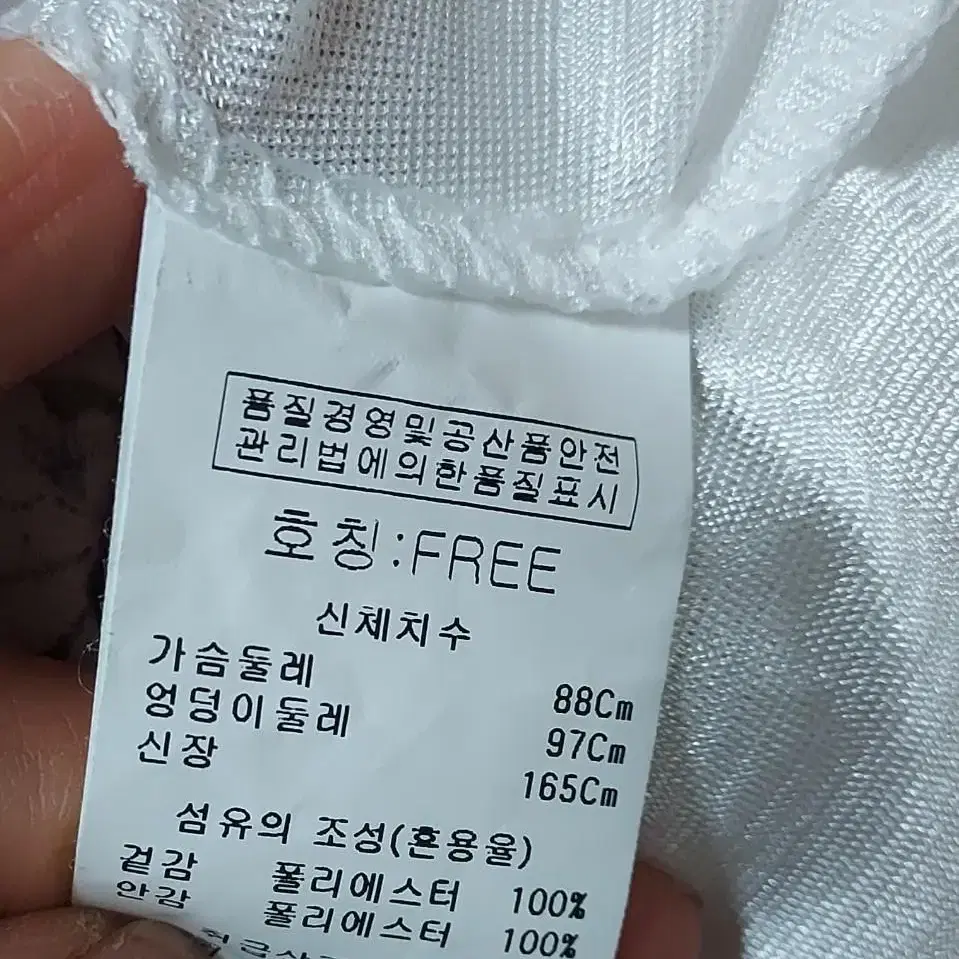 품질경영및공산품안전
관리법에의한품질표시
호칭:FREE
신체치수
가슴둘레 88Cm
엉덩이둘레 97Cm
신장 165Cm
섬유의 조성(혼용율)
겉감 폴리에스터 100%
안감 폴리에스터 100%